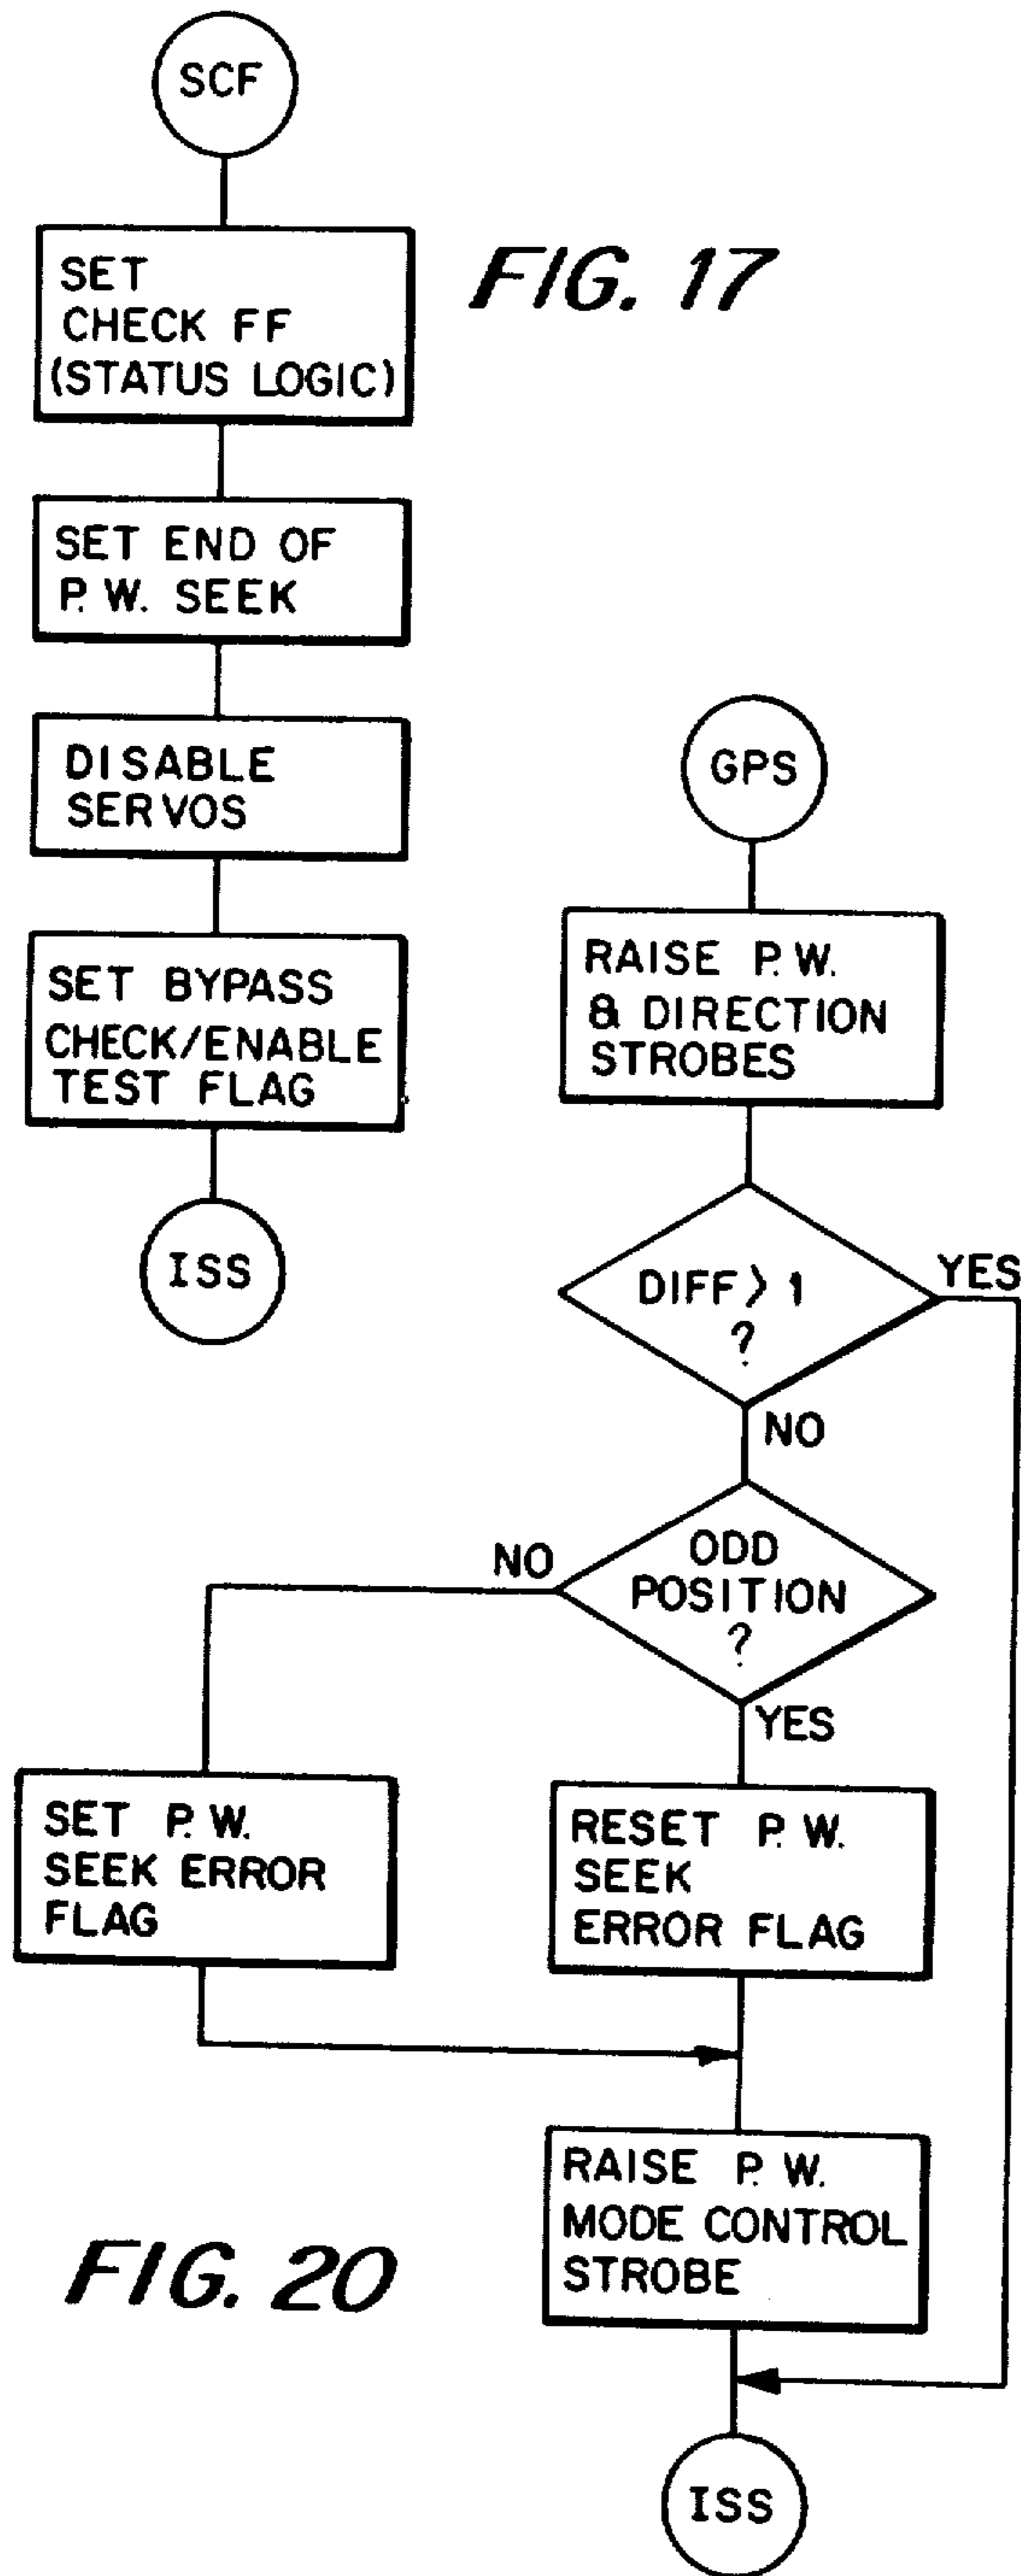 SCF
SET
CHECK FF
(STATUS LOGIC)
FIG. 17
SET END OF
P. W. SEEK
DISABLE
SERVOS
SET BYPASS
CHECK/ENABLE
TEST FLAG
ISS
GPS
RAISE P. W.
& DIRECTION
STROBES
DIFF > 1
?
YES
NO
ODD
POSITION
?
NO
YES
SET P. W.
SEEK ERROR
FLAG
RESET P. W.
SEEK
ERROR FLAG
RAISE P. W.
MODE CONTROL
STROBE
FIG. 20
ISS